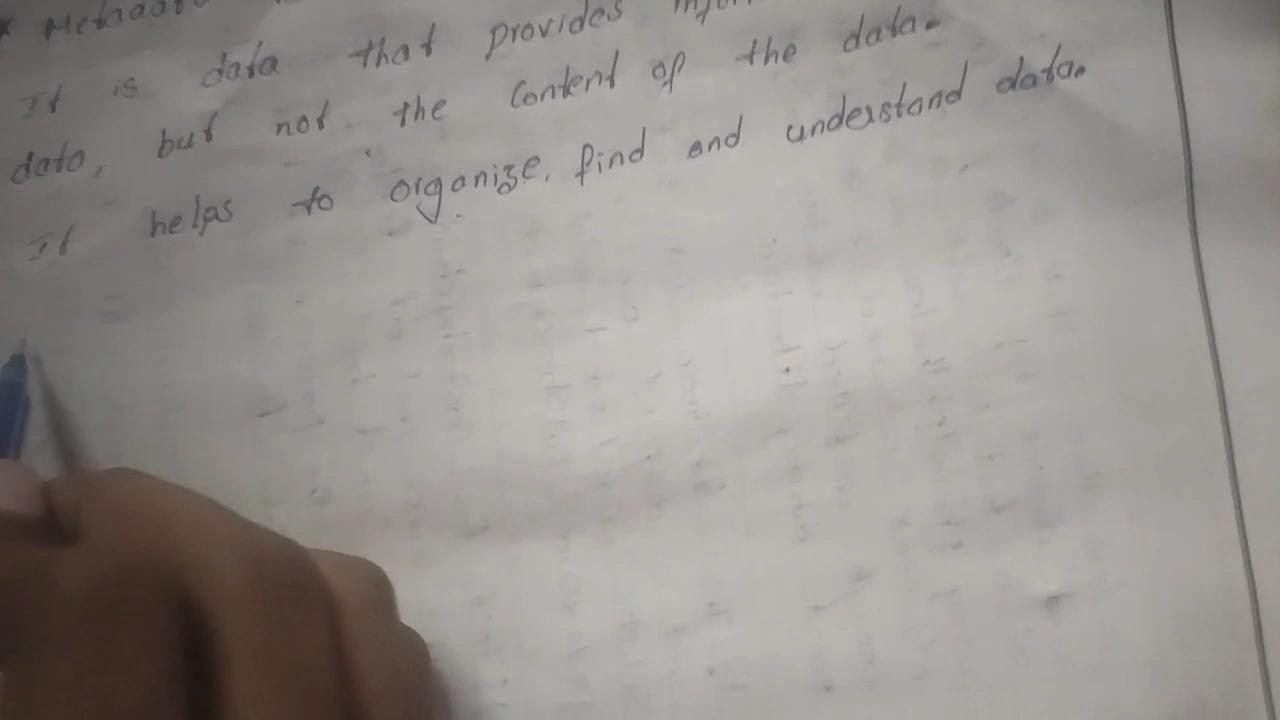 * Metadata
It is data that provides
data, but not the content of the data.
It helps to organize, find and understand data.